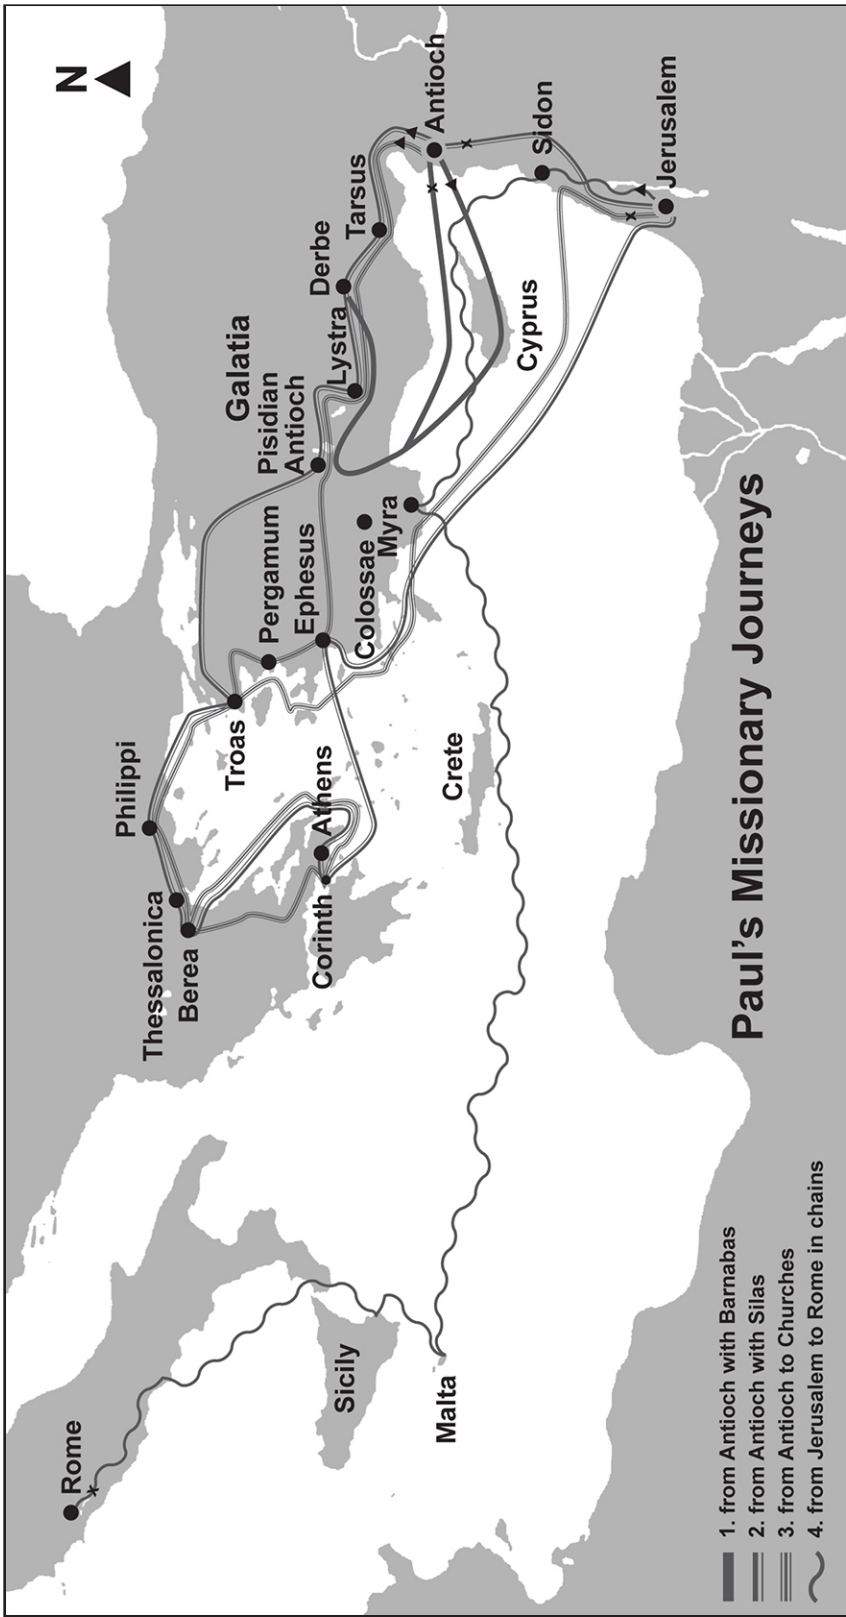 N
Rome
Thessalonica
Berea
Philippi
Troas
Pergamum
Ephesus
Colossae
Myra
Galatia
Pisidian
Antioch
Lystra
Derbe
Tarsus
Antioch
Sidon
Jerusalem
Cyprus
Corinth
Athens
Crete
Sicily
Malta
Paul's Missionary Journeys
1. from Antioch with Barnabas
2. from Antioch with Silas
3. from Antioch to Churches
4. from Jerusalem to Rome in chains